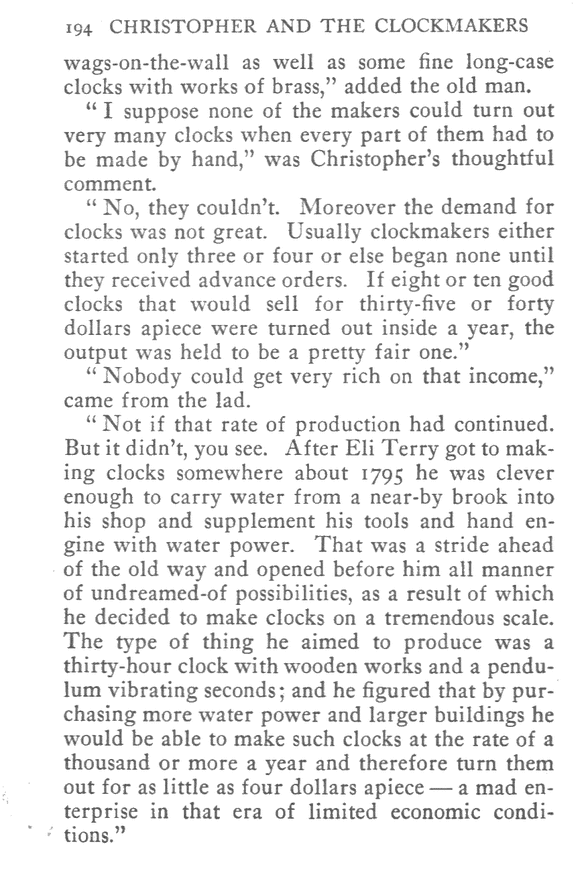 194 CHRISTOPHER AND THE CLOCKMAKERS
wags-on-the-wall as well as some fine long-case
clocks with works of brass,” added the old man.
“ I suppose none of the makers could turn out
very many clocks when every part of them had to
be made by hand,” was Christopher’s thoughtful
comment.
“ No, they couldn’t. Moreover the demand for
clocks was not great. Usually clockmakers either
started only three or four or else began none until
they received advance orders. If eight or ten good
clocks that would sell for thirty-five or forty
dollars apiece were turned out inside a year, the
output was held to be a pretty fair one.”
“ Nobody could get very rich on that income,”
came from the lad.
“ Not if that rate of production had continued.
But it didn’t, you see. After Eli Terry got to mak-
ing clocks somewhere about 1795 he was clever
enough to carry water from a near-by brook into
his shop and supplement his tools and hand en-
gine with water power. That was a stride ahead
of the old way and opened before him all manner
of undreamed-of possibilities, as a result of which
he decided to make clocks on a tremendous scale.
The type of thing he aimed to produce was a
thirty-hour clock with wooden works and a pendu-
lum vibrating seconds; and he figured that by pur-
chasing more water power and larger buildings he
would be able to make such clocks at the rate of a
thousand or more a year and therefore turn them
out for as little as four dollars apiece — a mad en-
terprise in that era of limited economic condi-
tions.”